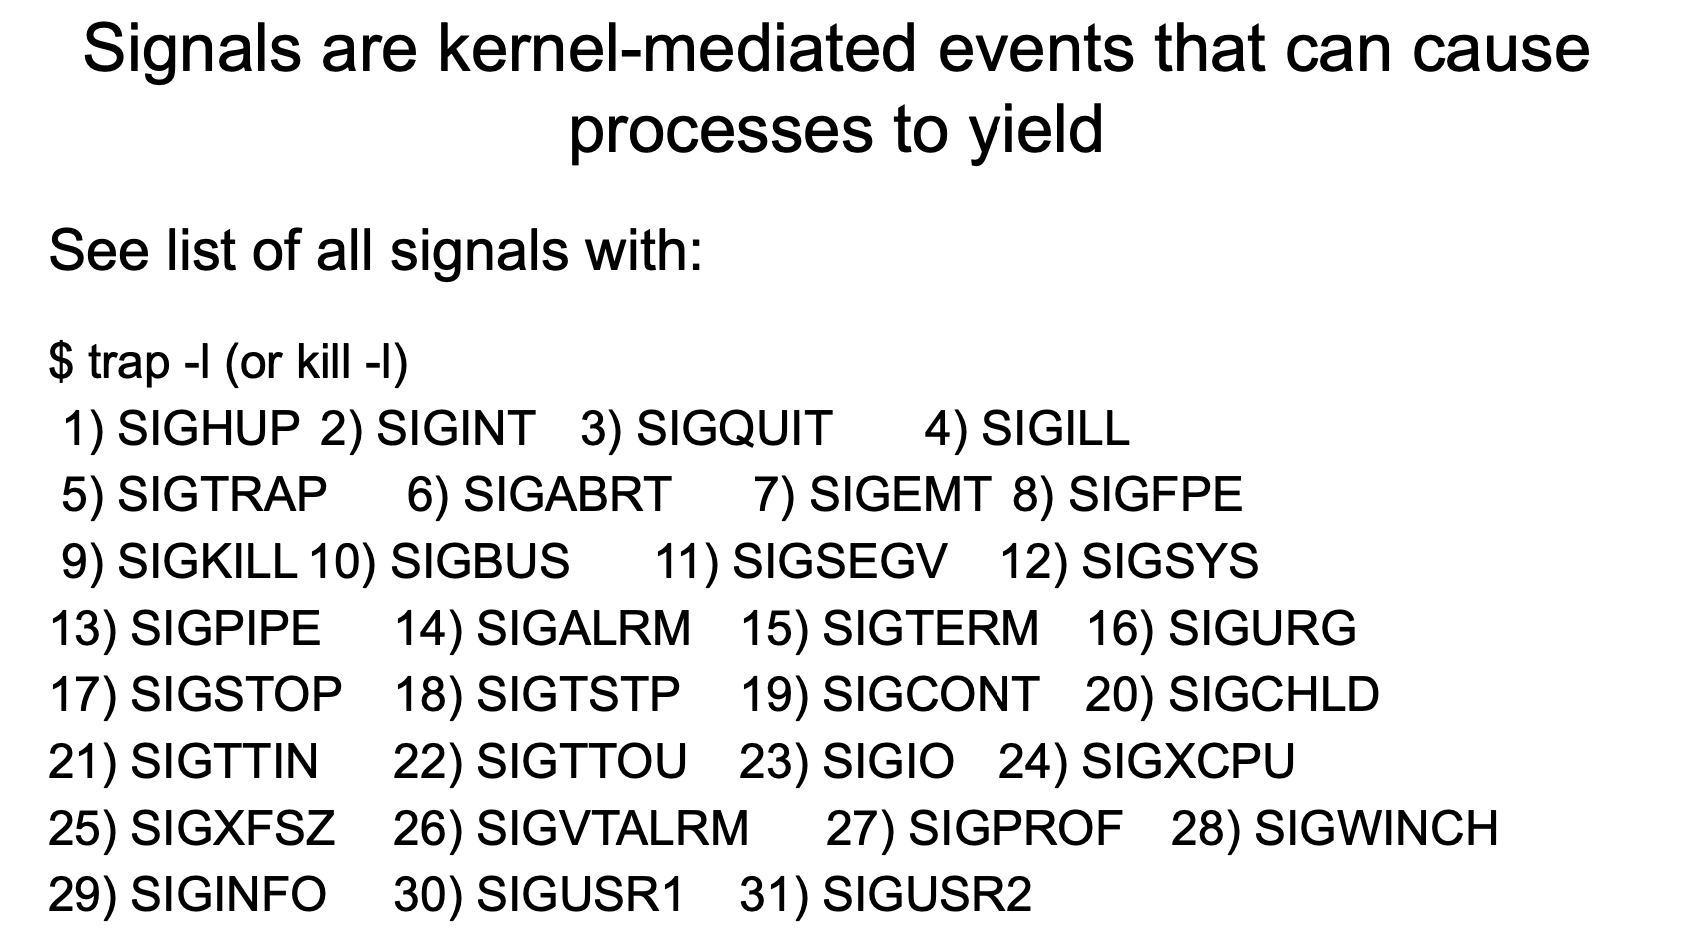 Signals are kernel-mediated events that can cause
processes to yield
See list of all signals with:
$ trap -l (or kill -l)
1) SIGHUP 2) SIGINT 3) SIGQUIT 4) SIGILL
5) SIGTRAP 6) SIGABRT 7) SIGEMT 8) SIGFPE
9) SIGKILL 10) SIGBUS 11) SIGSEGV 12) SIGSYS
13) SIGPIPE 14) SIGALRM 15) SIGTERM 16) SIGURG
17) SIGSTOP 18) SIGTSTP 19) SIGCONT 20) SIGCHLD
21) SIGTTIN 22) SIGTTOU 23) SIGIO 24) SIGXCPU
25) SIGXFSZ 26) SIGVTALRM 27) SIGPROF 28) SIGWINCH
29) SIGINFO 30) SIGUSR1 31) SIGUSR2